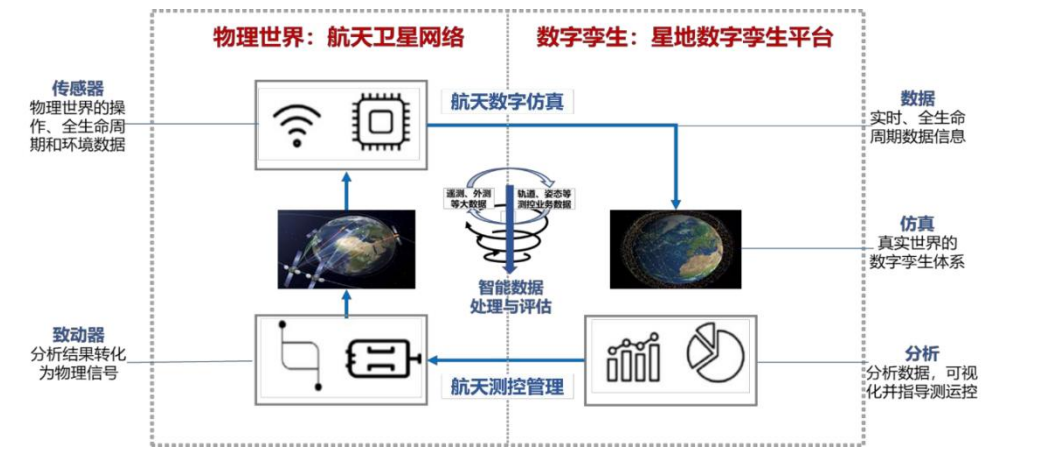 物理世界：航天卫星网络
数字孪生：星地数字孪生平台
传感器
物理世界的操
作、全生命周
期和环境数据
航天数字仿真
数据
实时、全生命
周期数据信息
遥测、外测
等大数据
轨道、姿态等
测控业务数据
仿真
真实世界的
数字孪生体系
智能数据
处理与评估
致动器
分析结果转化
为物理信号
航天测控管理
分析
分析数据，可视
化并指导测运控